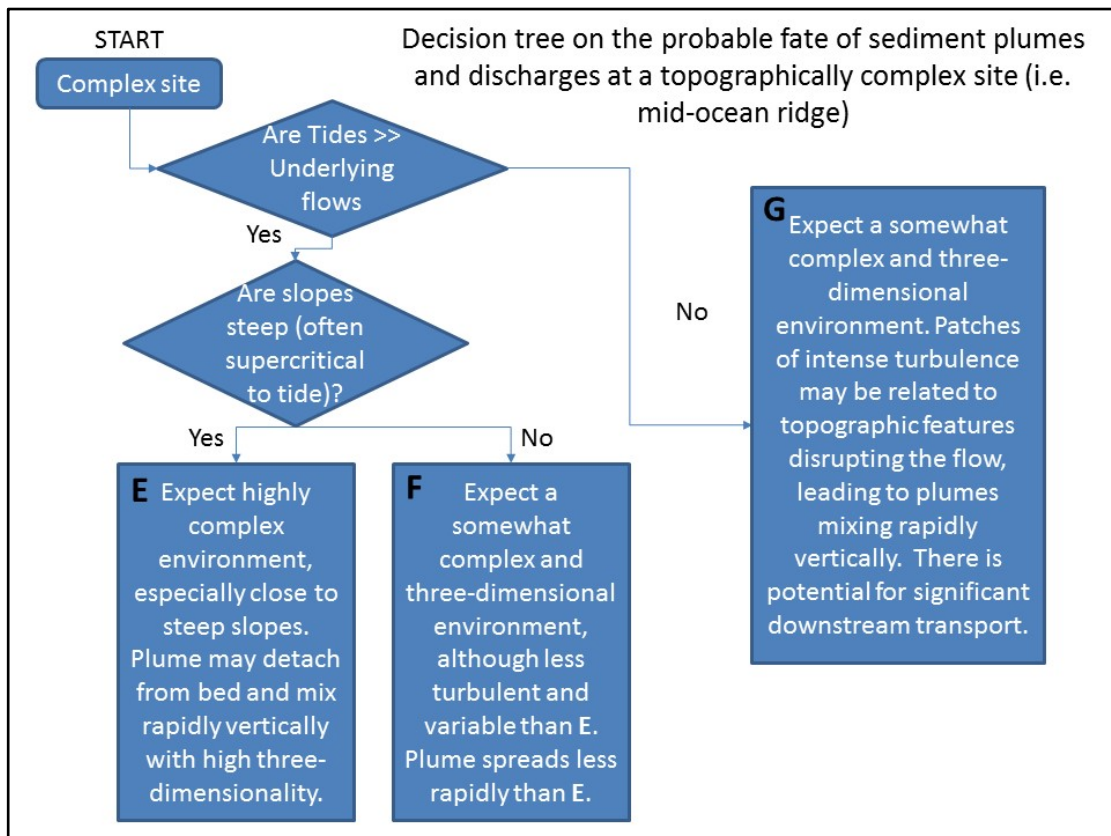 START
Complex site
Decision tree on the probable fate of sediment plumes
and discharges at a topographically complex site (i.e.
mid-ocean ridge)
Are Tides >>
Underlying
flows
Yes
No
Are slopes
steep (often
supercritical
to tide)?
Yes
No
E Expect highly
complex
environment,
especially close to
steep slopes.
Plume may detach
from bed and mix
rapidly vertically
with high three-
dimensionality.
F Expect a
somewhat
complex and
three-dimensional
environment,
although less
turbulent and
variable than E.
Plume spreads less
rapidly than E.
G Expect a somewhat
complex and three-
dimensional
environment. Patches
of intense turbulence
may be related to
topographic features
disrupting the flow,
leading to plumes
mixing rapidly
vertically. There is
potential for significant
downstream transport.